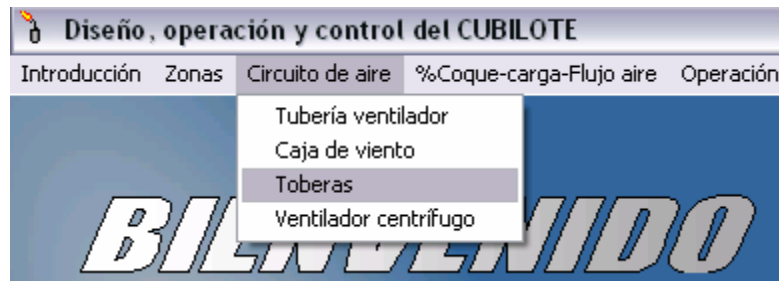 Diseño, operación y control del CUBILOTE
Introducción Zonas Circuito de aire %Coque-carga-Flujo aire Operación
Tubería ventilador
Caja de viento
Toberas
Ventilador centrífugo
BIENVENIDO